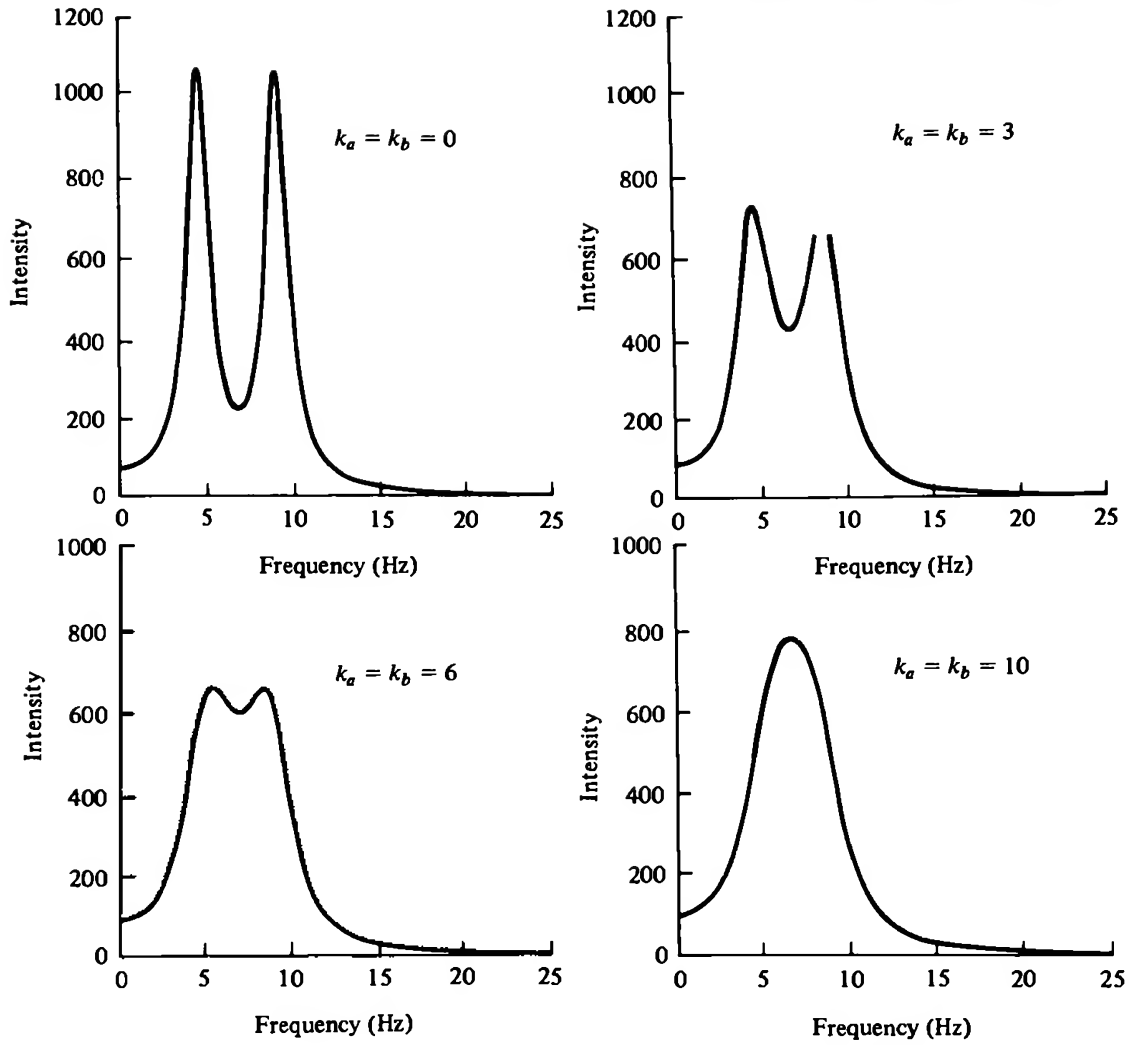 1200
1000
800
600
400
200
0
Intensity
k_a = k_b = 0
0 5 10 15 20 25
Frequency (Hz)
1200
1000
800
600
400
200
0
Intensity
k_a = k_b = 3
0 5 10 15 20 25
Frequency (Hz)
1000
800
600
400
200
0
Intensity
k_a = k_b = 6
0 5 10 15 20 25
Frequency (Hz)
1000
800
600
400
200
0
Intensity
k_a = k_b = 10
0 5 10 15 20 25
Frequency (Hz)